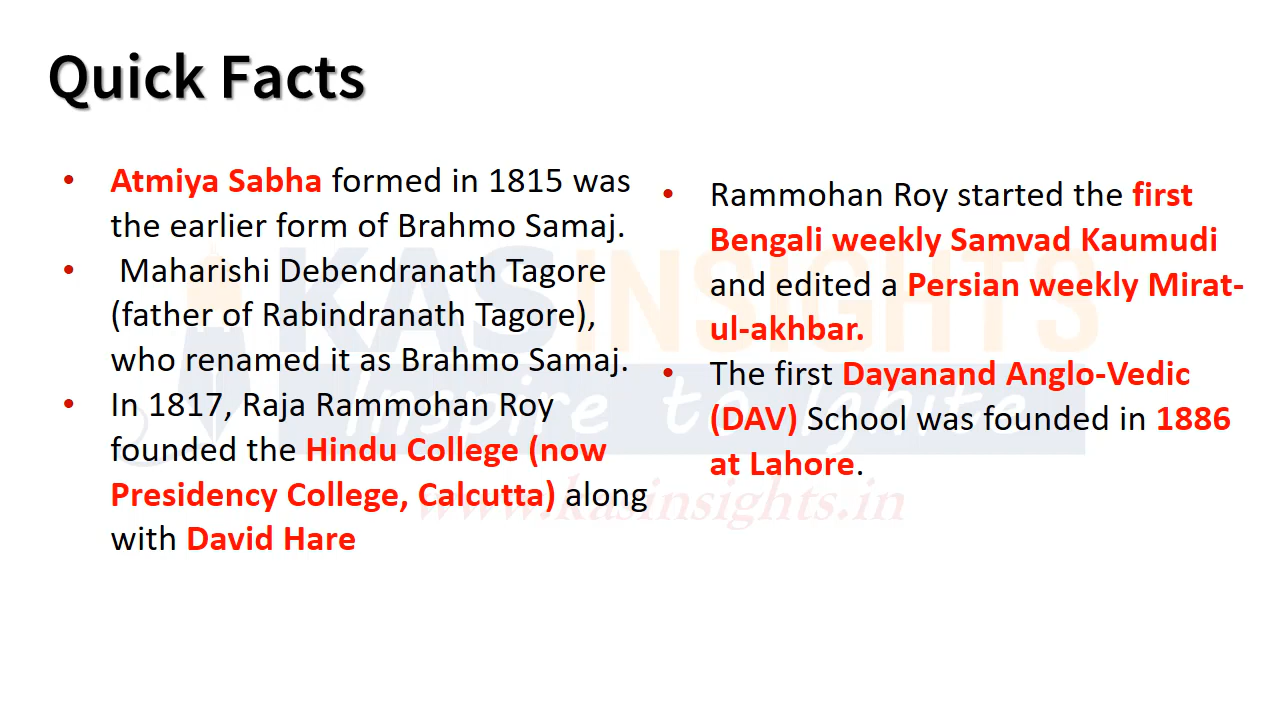 Quick Facts
• Atmiya Sabha formed in 1815 was
the earlier form of Brahmo Samaj.
• Maharishi Debendranath Tagore
(father of Rabindranath Tagore),
who renamed it as Brahmo Samaj.
• In 1817, Raja Rammohan Roy
founded the Hindu College (now
Presidency College, Calcutta) along
with David Hare
• Rammohan Roy started the first
Bengali weekly Samvad Kaumudi
and edited a Persian weekly Mirat-
ul-akhbar.
• The first Dayanand Anglo-Vedic
(DAV) School was founded in 1886
at Lahore.
KAS INSIGHTS
Inspire to Ignite
www.kasinsights.in